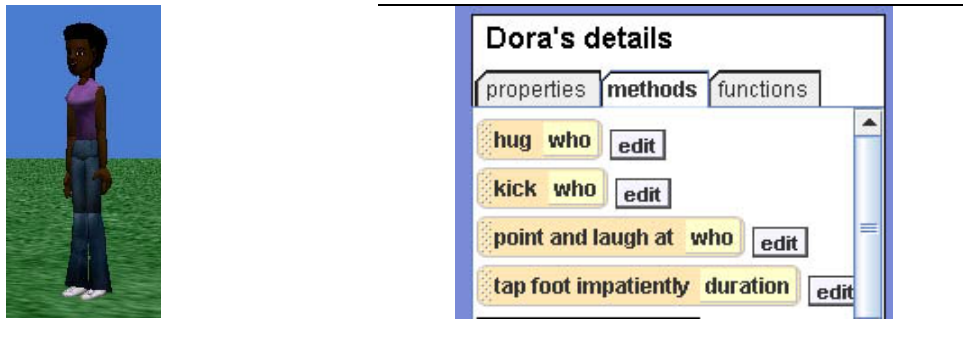 Dora's details
properties methods functions
hug who edit
kick who edit
point and laugh at who edit
tap foot impatiently duration edit